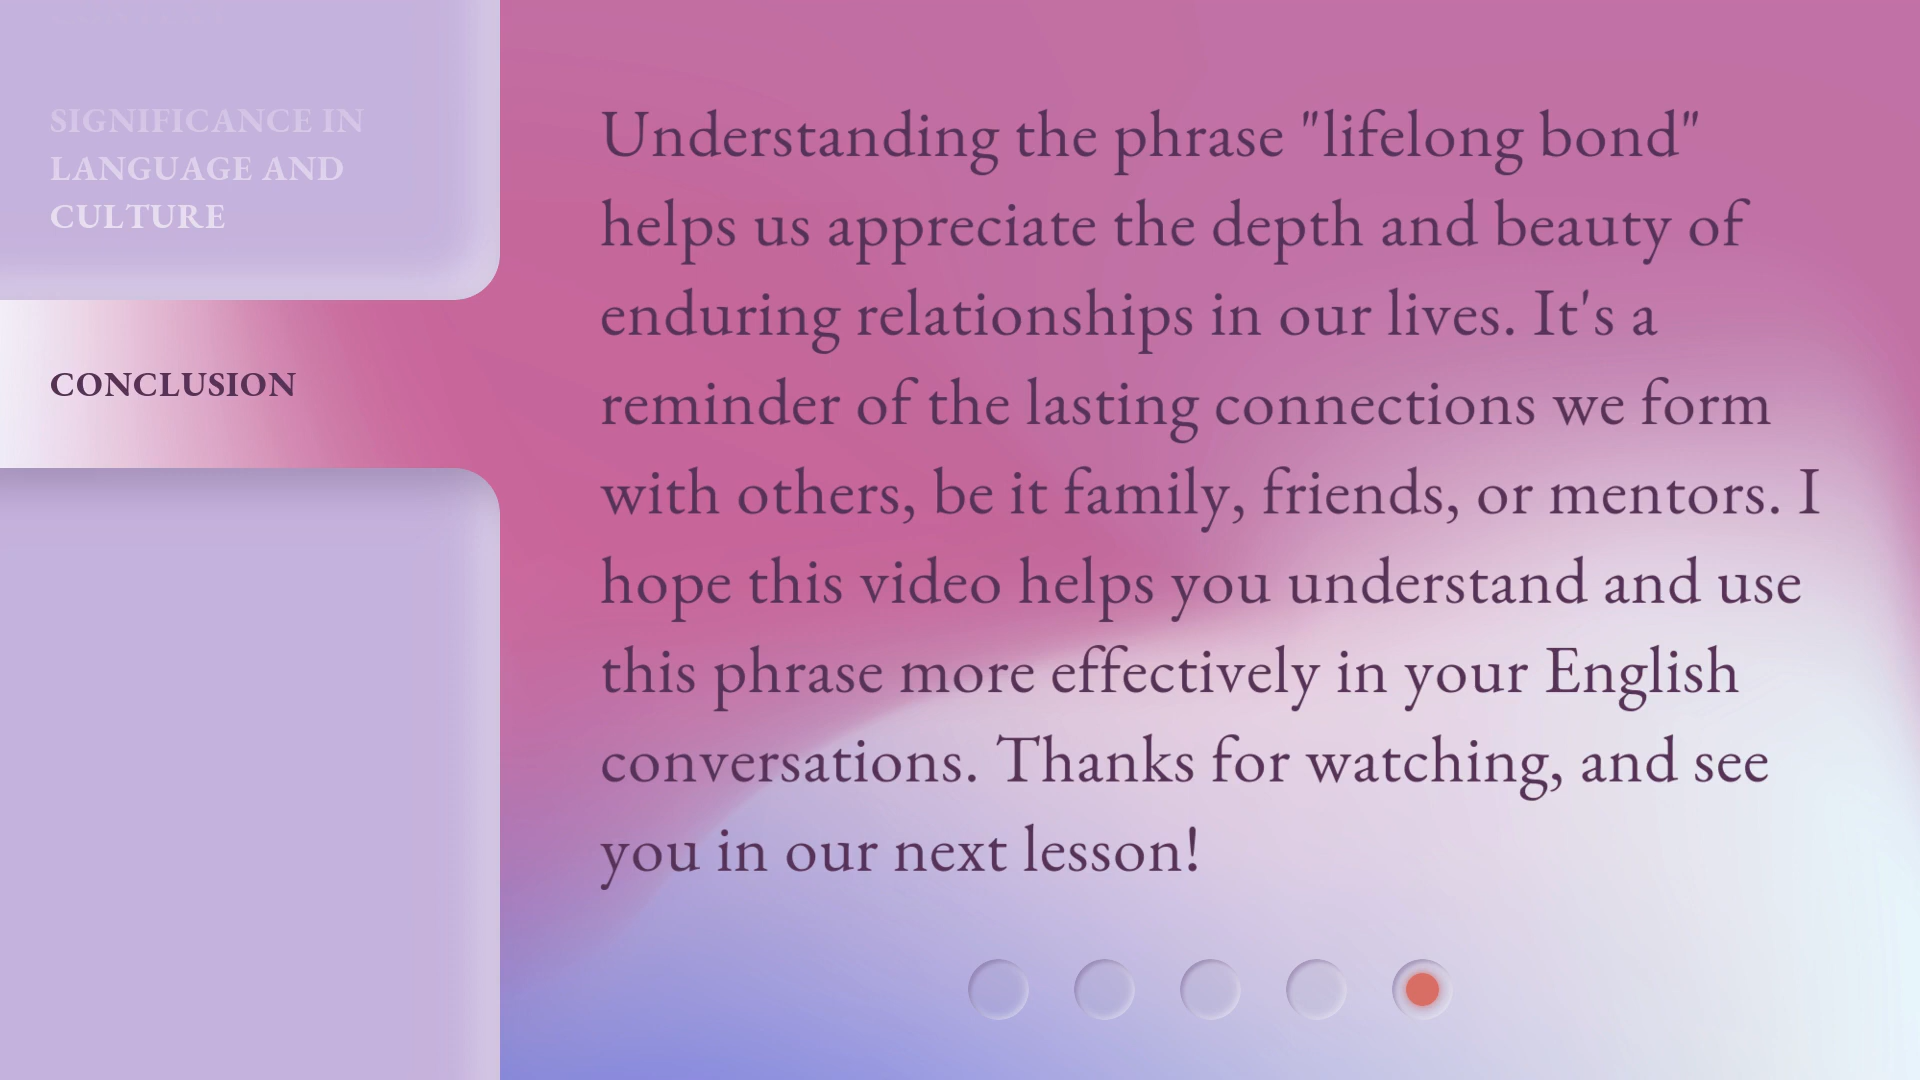 SIGNIFICANCE IN
LANGUAGE AND
CULTURE
CONCLUSION
Understanding the phrase "lifelong bond"
helps us appreciate the depth and beauty of
enduring relationships in our lives. It's a
reminder of the lasting connections we form
with others, be it family, friends, or mentors. I
hope this video helps you understand and use
this phrase more effectively in your English
conversations. Thanks for watching, and see
you in our next lesson!